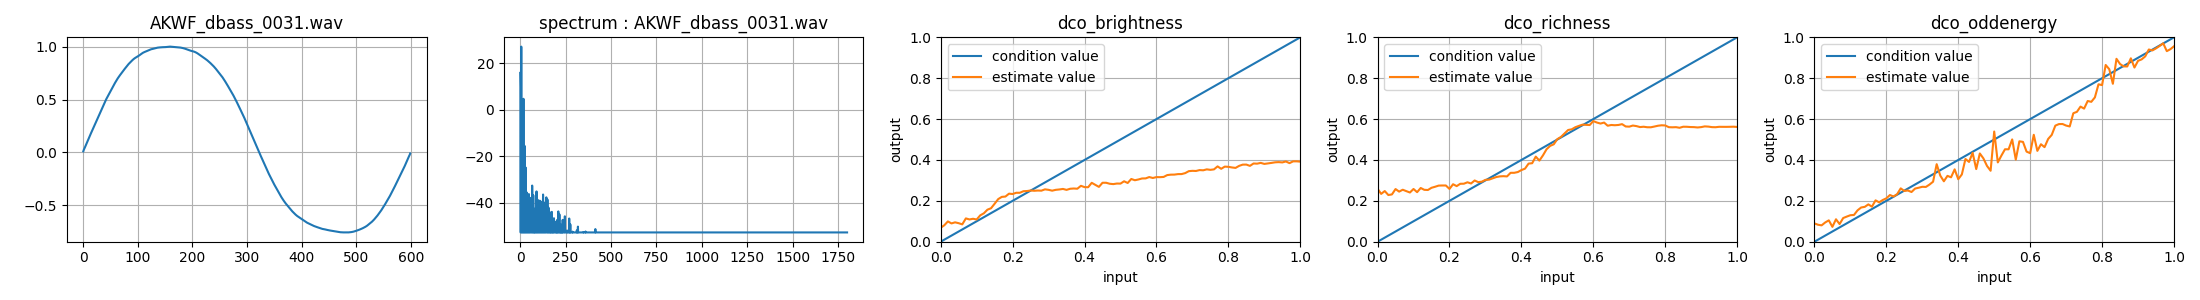 AKWF_dbass_0031.wav
1.0
0.5
0.0
−0.5
0 100 200 300 400 500 600
spectrum : AKWF_dbass_0031.wav
20
0
−20
−40
0 250 500 750 1000 1250 1500 1750
dco_brightness
condition value
estimate value
output
1.0
0.8
0.6
0.4
0.2
0.0
0.0 0.2 0.4 0.6 0.8 1.0
input
dco_richness
condition value
estimate value
output
1.0
0.8
0.6
0.4
0.2
0.0
0.0 0.2 0.4 0.6 0.8 1.0
input
dco_oddenergy
condition value
estimate value
output
1.0
0.8
0.6
0.4
0.2
0.0
0.0 0.2 0.4 0.6 0.8 1.0
input